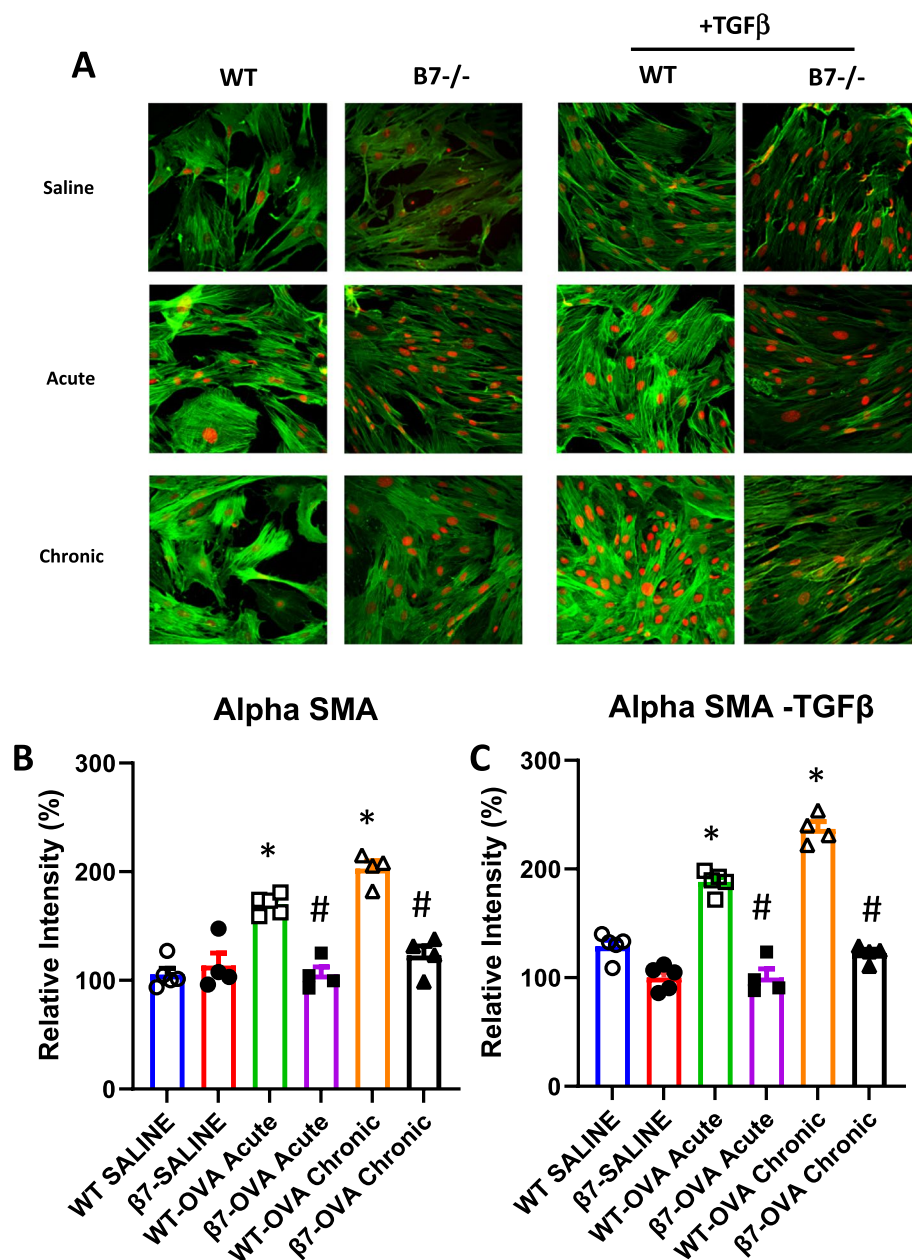 A
+TGFβ
WT
B7-/-
WT
B7-/-
Saline
Acute
Chronic
B
Alpha SMA
Relative Intensity (%)
300
200
100
0
*
#
*
#
WT SALINE
β7-SALINE
WT-OVA Acute
β7-OVA Acute
WT-OVA Chronic
β7-OVA Chronic
C
Alpha SMA -TGFβ
Relative Intensity (%)
300
200
100
0
*
#
*
#
WT SALINE
β7-SALINE
WT-OVA Acute
β7-OVA Acute
WT-OVA Chronic
β7-OVA Chronic